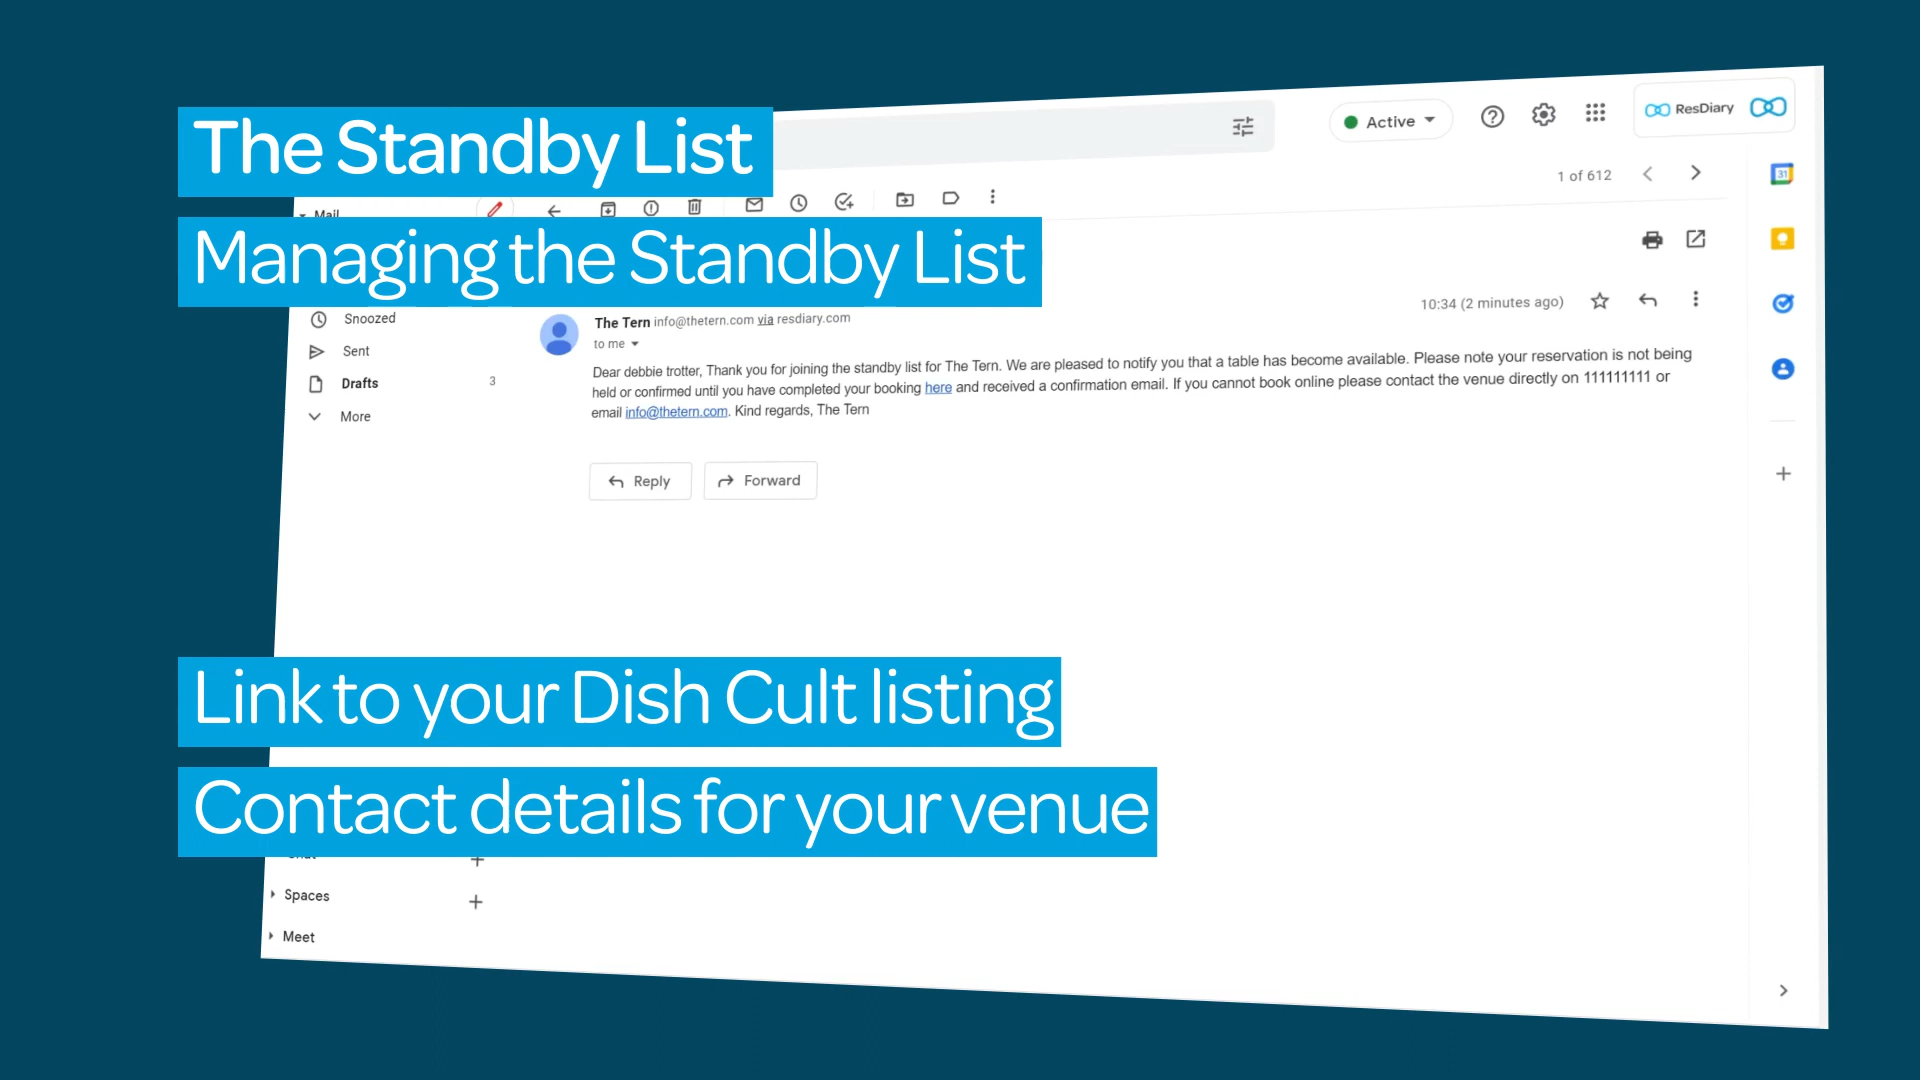 The Standby List
Active
ResDiary
1 of 612
31
Mail
Managing the Standby List
10:34 (2 minutes ago)
Snoozed
The Tern info@thetern.com via resdiary.com
to me
Sent
Drafts 3
More
Dear debbie trotter, Thank you for joining the standby list for The Tern. We are pleased to notify you that a table has become available. Please note your reservation is not being
held or confirmed until you have completed your booking here and received a confirmation email. If you cannot book online please contact the venue directly on 111111111 or
email info@thetern.com. Kind regards, The Tern
Reply
Forward
Link to your Dish Cult listing
Contact details for your venue
Spaces
Meet